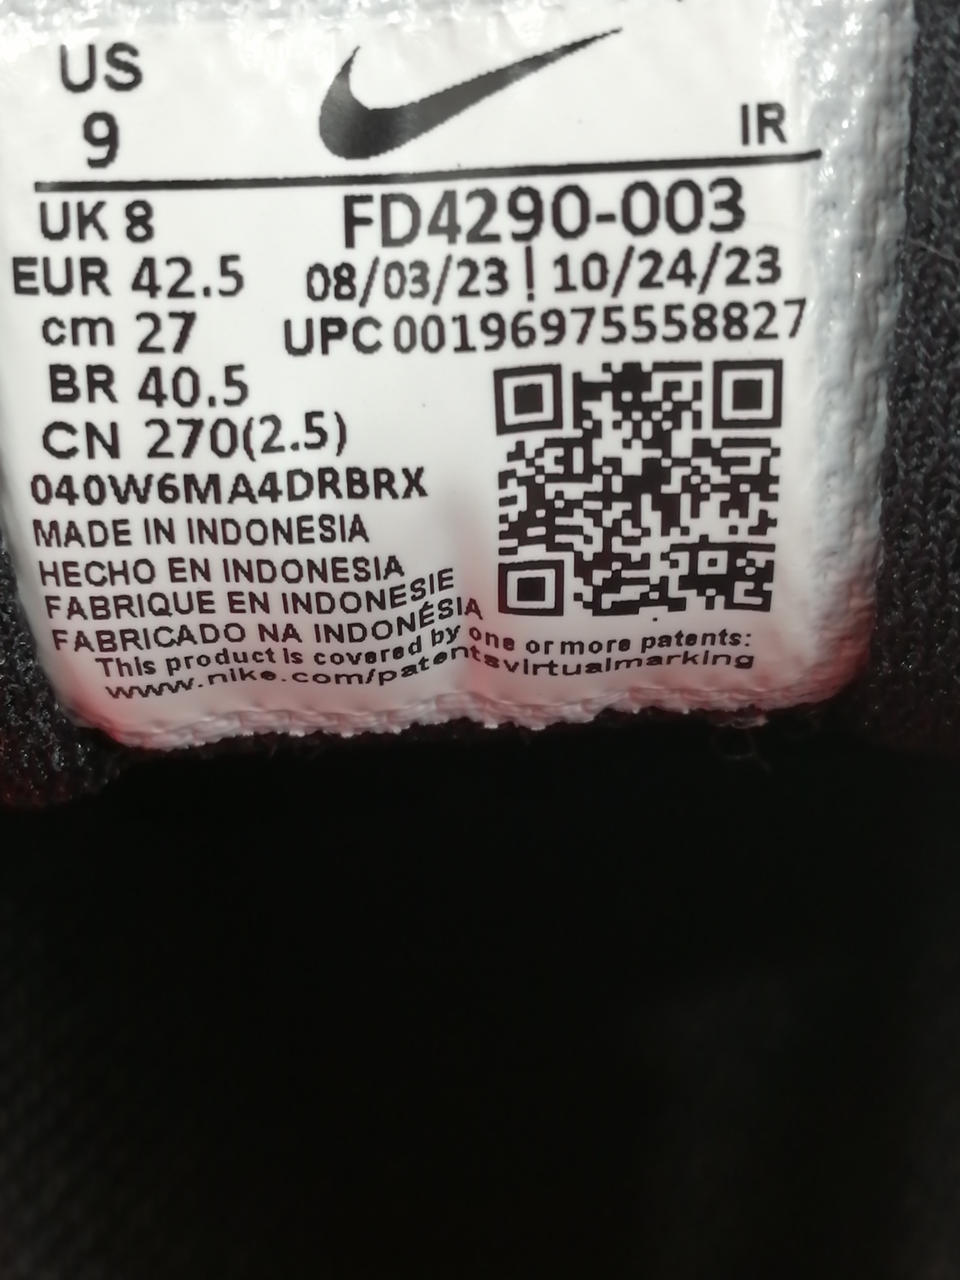 US
9
IR
UK 8
FD4290-003
EUR 42.5
08/03/23 | 10/24/23
cm 27
UPC 00196975558827
BR 40.5
CN 270(2.5)
040W6MA4DRBRX
MADE IN INDONESIA
HECHO EN INDONESIA
FABRIQUE EN INDONESIE
FABRICADO NA INDONÉSIA
This product is covered by one or more patents:
www.nike.com/patentsvirtualmarking